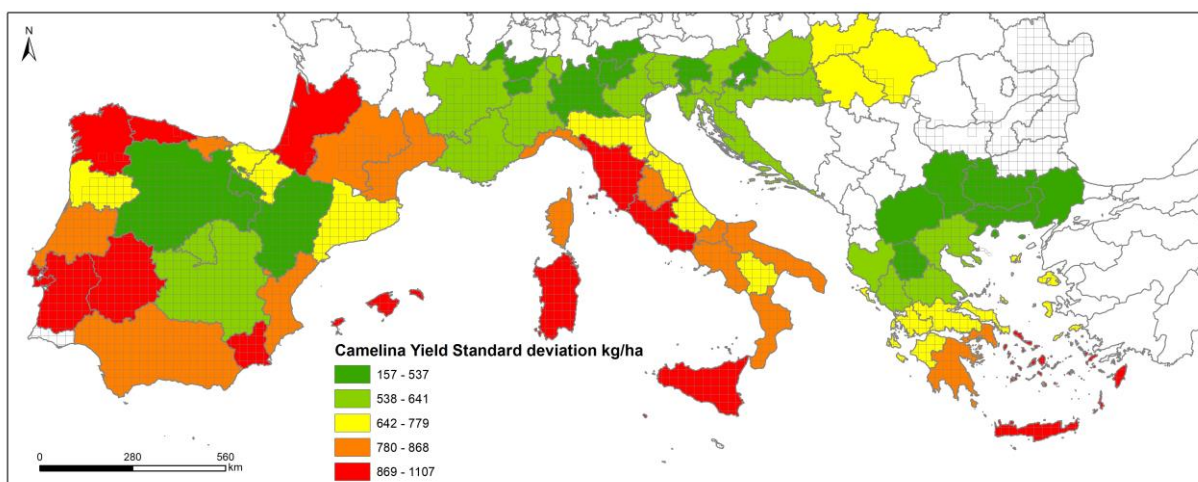 N
Camelina Yield Standard deviation kg/ha
157 - 537
538 - 641
642 - 779
780 - 868
869 - 1107
0 280 560
km